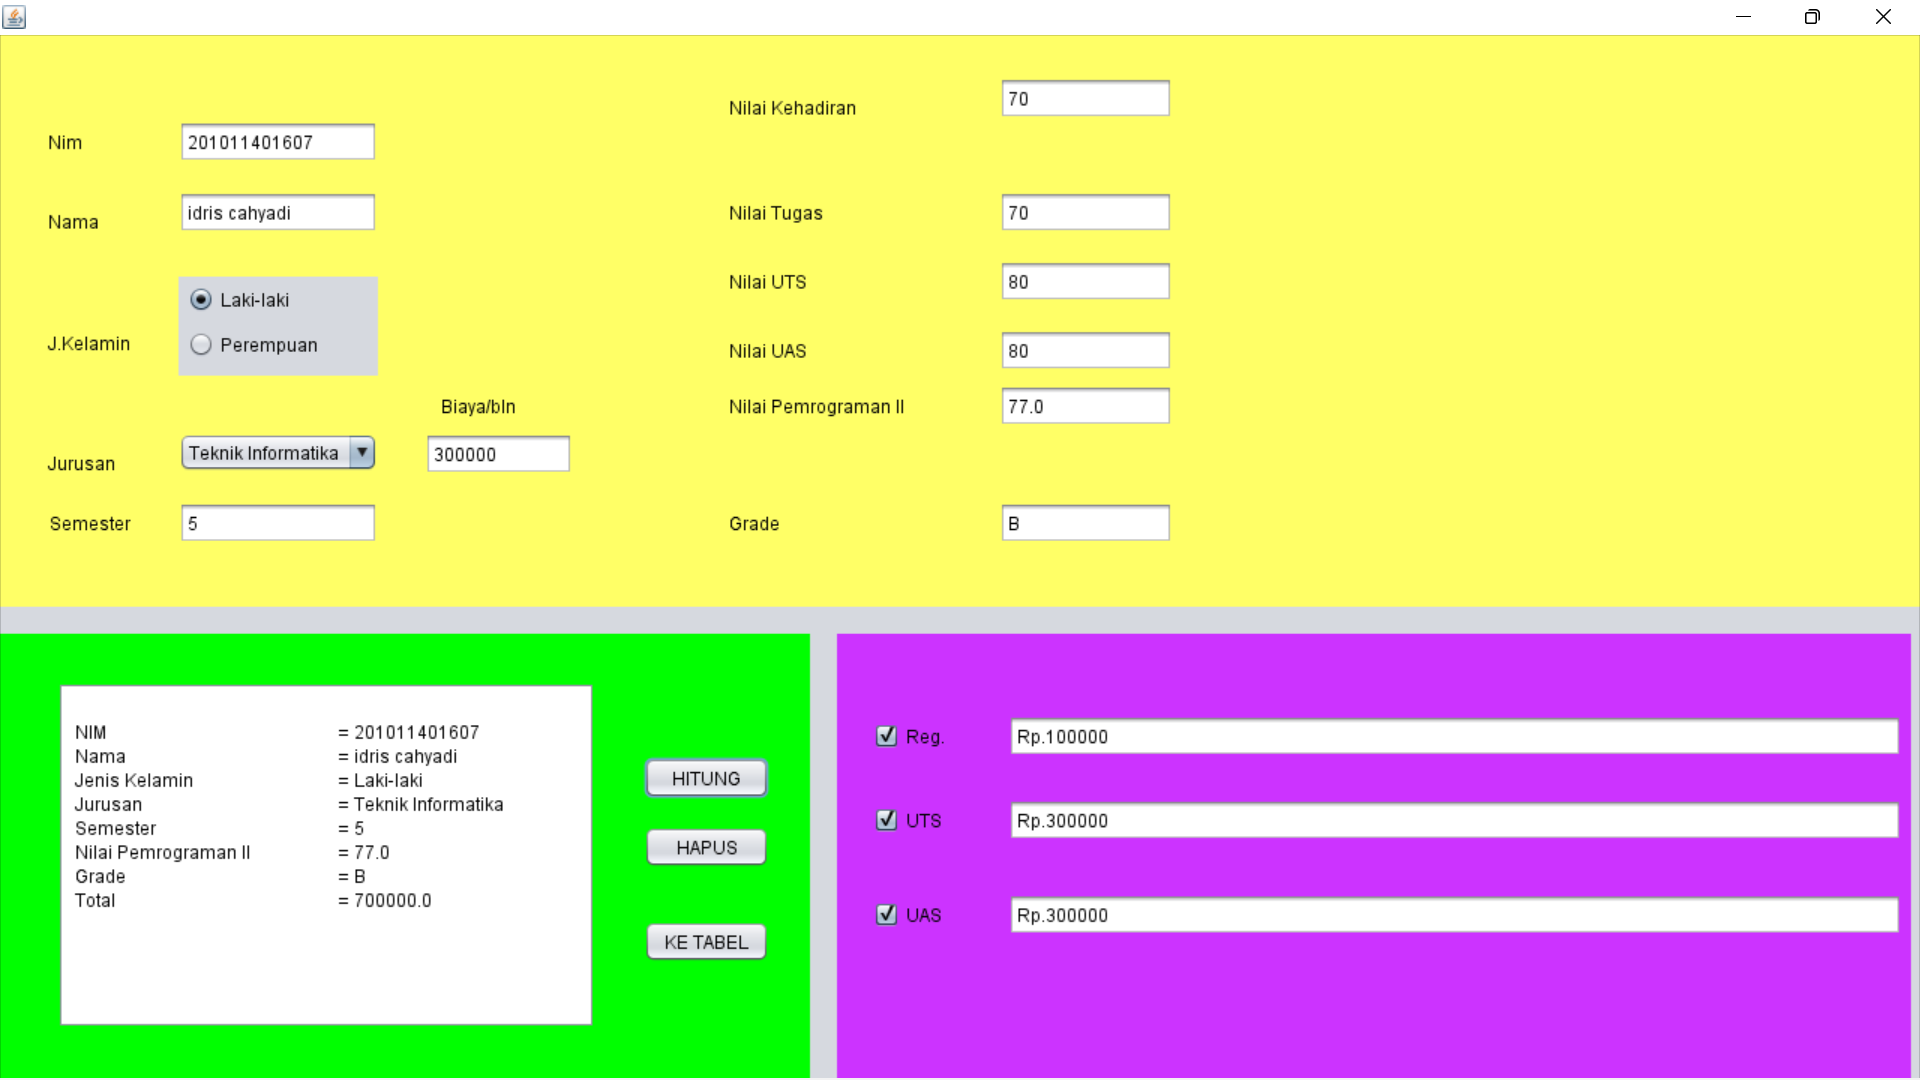 Nim 201011401607
Nama idris cahyadi
J.Kelamin
Laki-laki
Perempuan
Biaya/bln
Jurusan Teknik Informatika 300000
Semester 5
Nilai Kehadiran 70
Nilai Tugas 70
Nilai UTS 80
Nilai UAS 80
Nilai Pemrograman II 77.0
Grade B
NIM = 201011401607
Nama = idris cahyadi
Jenis Kelamin = Laki-laki
Jurusan = Teknik Informatika
Semester = 5
Nilai Pemrograman II = 77.0
Grade = B
Total = 700000.0
HITUNG
HAPUS
KE TABEL
Reg. Rp.100000
UTS Rp.300000
UAS Rp.300000